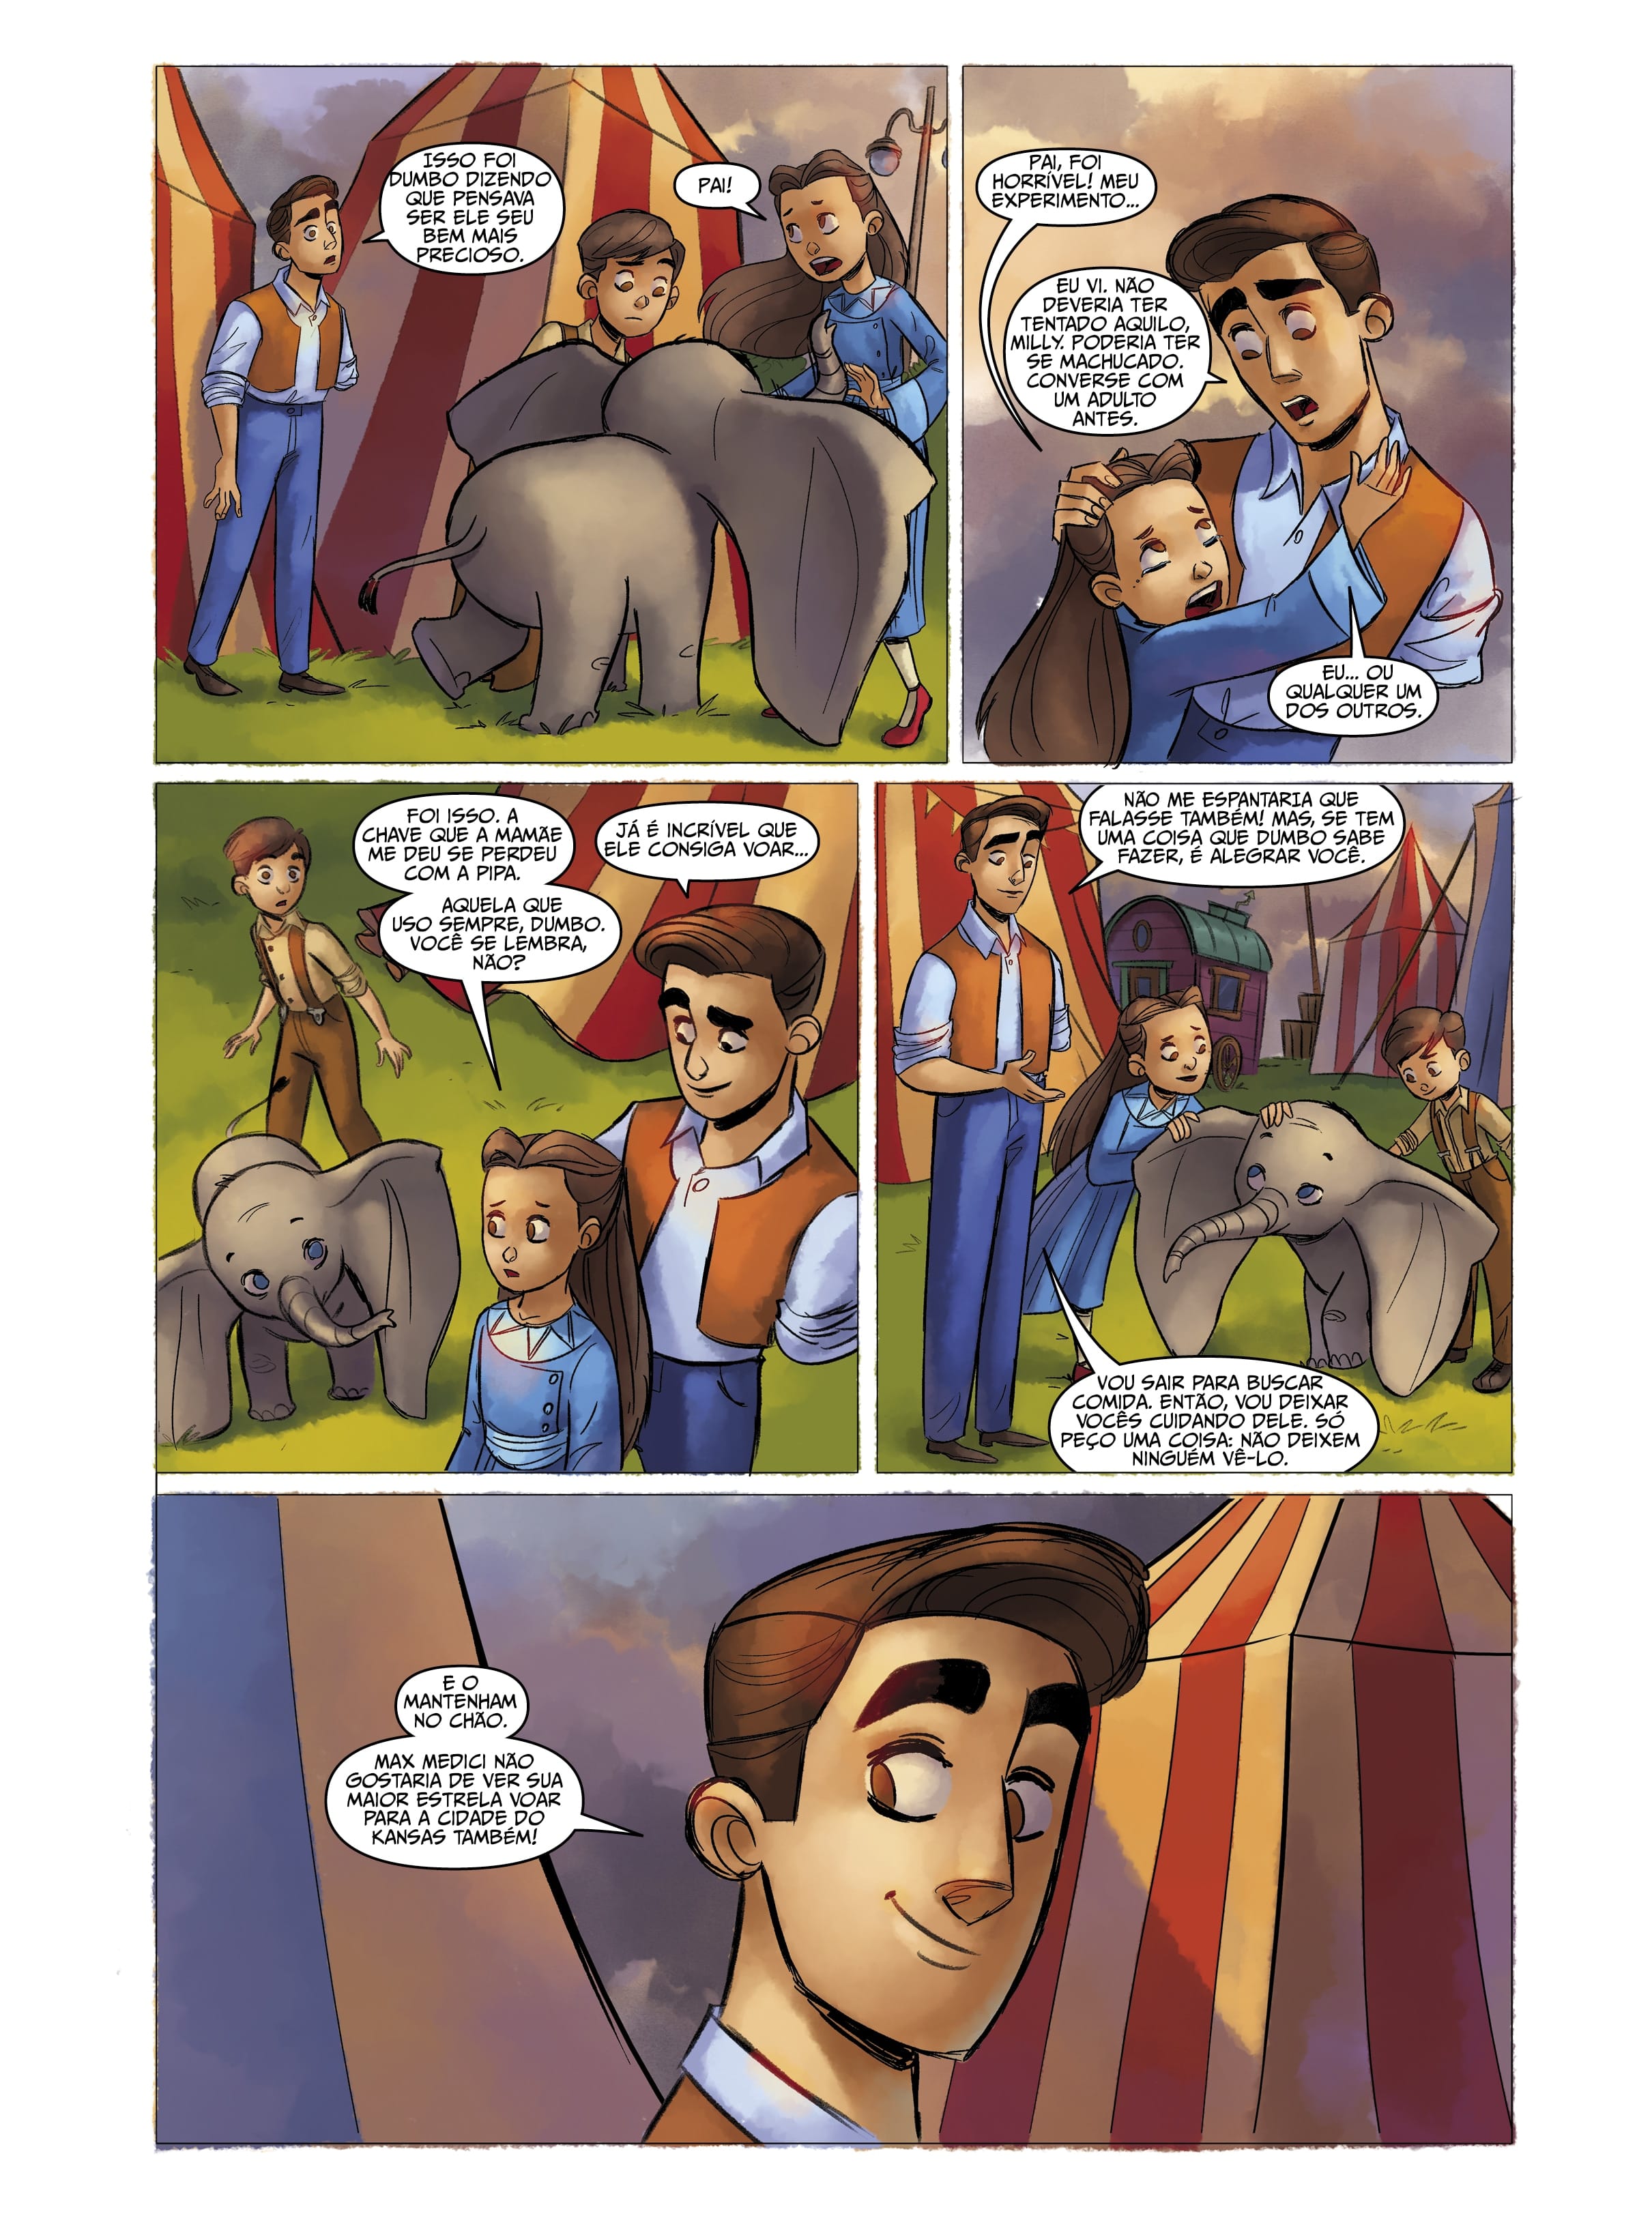 ISSO FOI
DUMBO DIZENDO
QUE PENSAVA
SER ELE SEU
BEM MAIS
PRECIOSO.
PAI!
PAI, FOI
HORRÍVEL! MEU
EXPERIMENTO...
EU VI. NÃO
DEVERIA TER
TENTADO AQUILO,
MILLY. PODERIA TER
SE MACHUCADO.
CONVERSE COM
UM ADULTO
ANTES.
EU... OU
QUALQUER UM
DOS OUTROS.
FOI ISSO. A
CHAVE QUE A MAMÃE
ME DEU SE PERDEU
COM A PIPA.
AQUELA QUE
USO SEMPRE, DUMBO.
VOCÊ SE LEMBRA,
NÃO?
JÁ É INCRÍVEL QUE
ELE CONSIGA VOAR...
NÃO ME ESPANTARIA QUE
FALASSE TAMBÉM! MAS, SE TEM
UMA COISA QUE DUMBO SABE
FAZER, É ALEGRAR VOCÊ.
VOU SAIR PARA BUSCAR
COMIDA. ENTÃO, VOU DEIXAR
VOCÊS CUIDANDO DELE. SÓ
PEÇO UMA COISA: NÃO DEIXEM
NINGUÉM VÊ-LO.
E O
MANTENHAM
NO CHÃO.
MAX MEDICI NÃO
GOSTARIA DE VER SUA
MAIOR ESTRELA VOAR
PARA A CIDADE DO
KANSAS TAMBÉM!